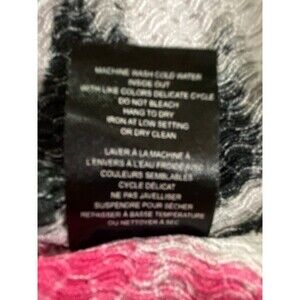 MACHINE WASH COLD WATER
INSIDE OUT
WITH LIKE COLORS DELICATE CYCLE
DO NOT BLEACH
HANG TO DRY
IRON AT LOW SETTING
OR DRY CLEAN
LAVER À LA MACHINE À
L'ENVERS À L'EAU FROIDE AVEC
COULEURS SEMBLABLES
CYCLE DÉLICAT
NE PAS JAVELLISER
SUSPENDRE POUR SÉCHER
REPASSER À BASSE TEMPÉRATURE
OU NETTOYER À SEC